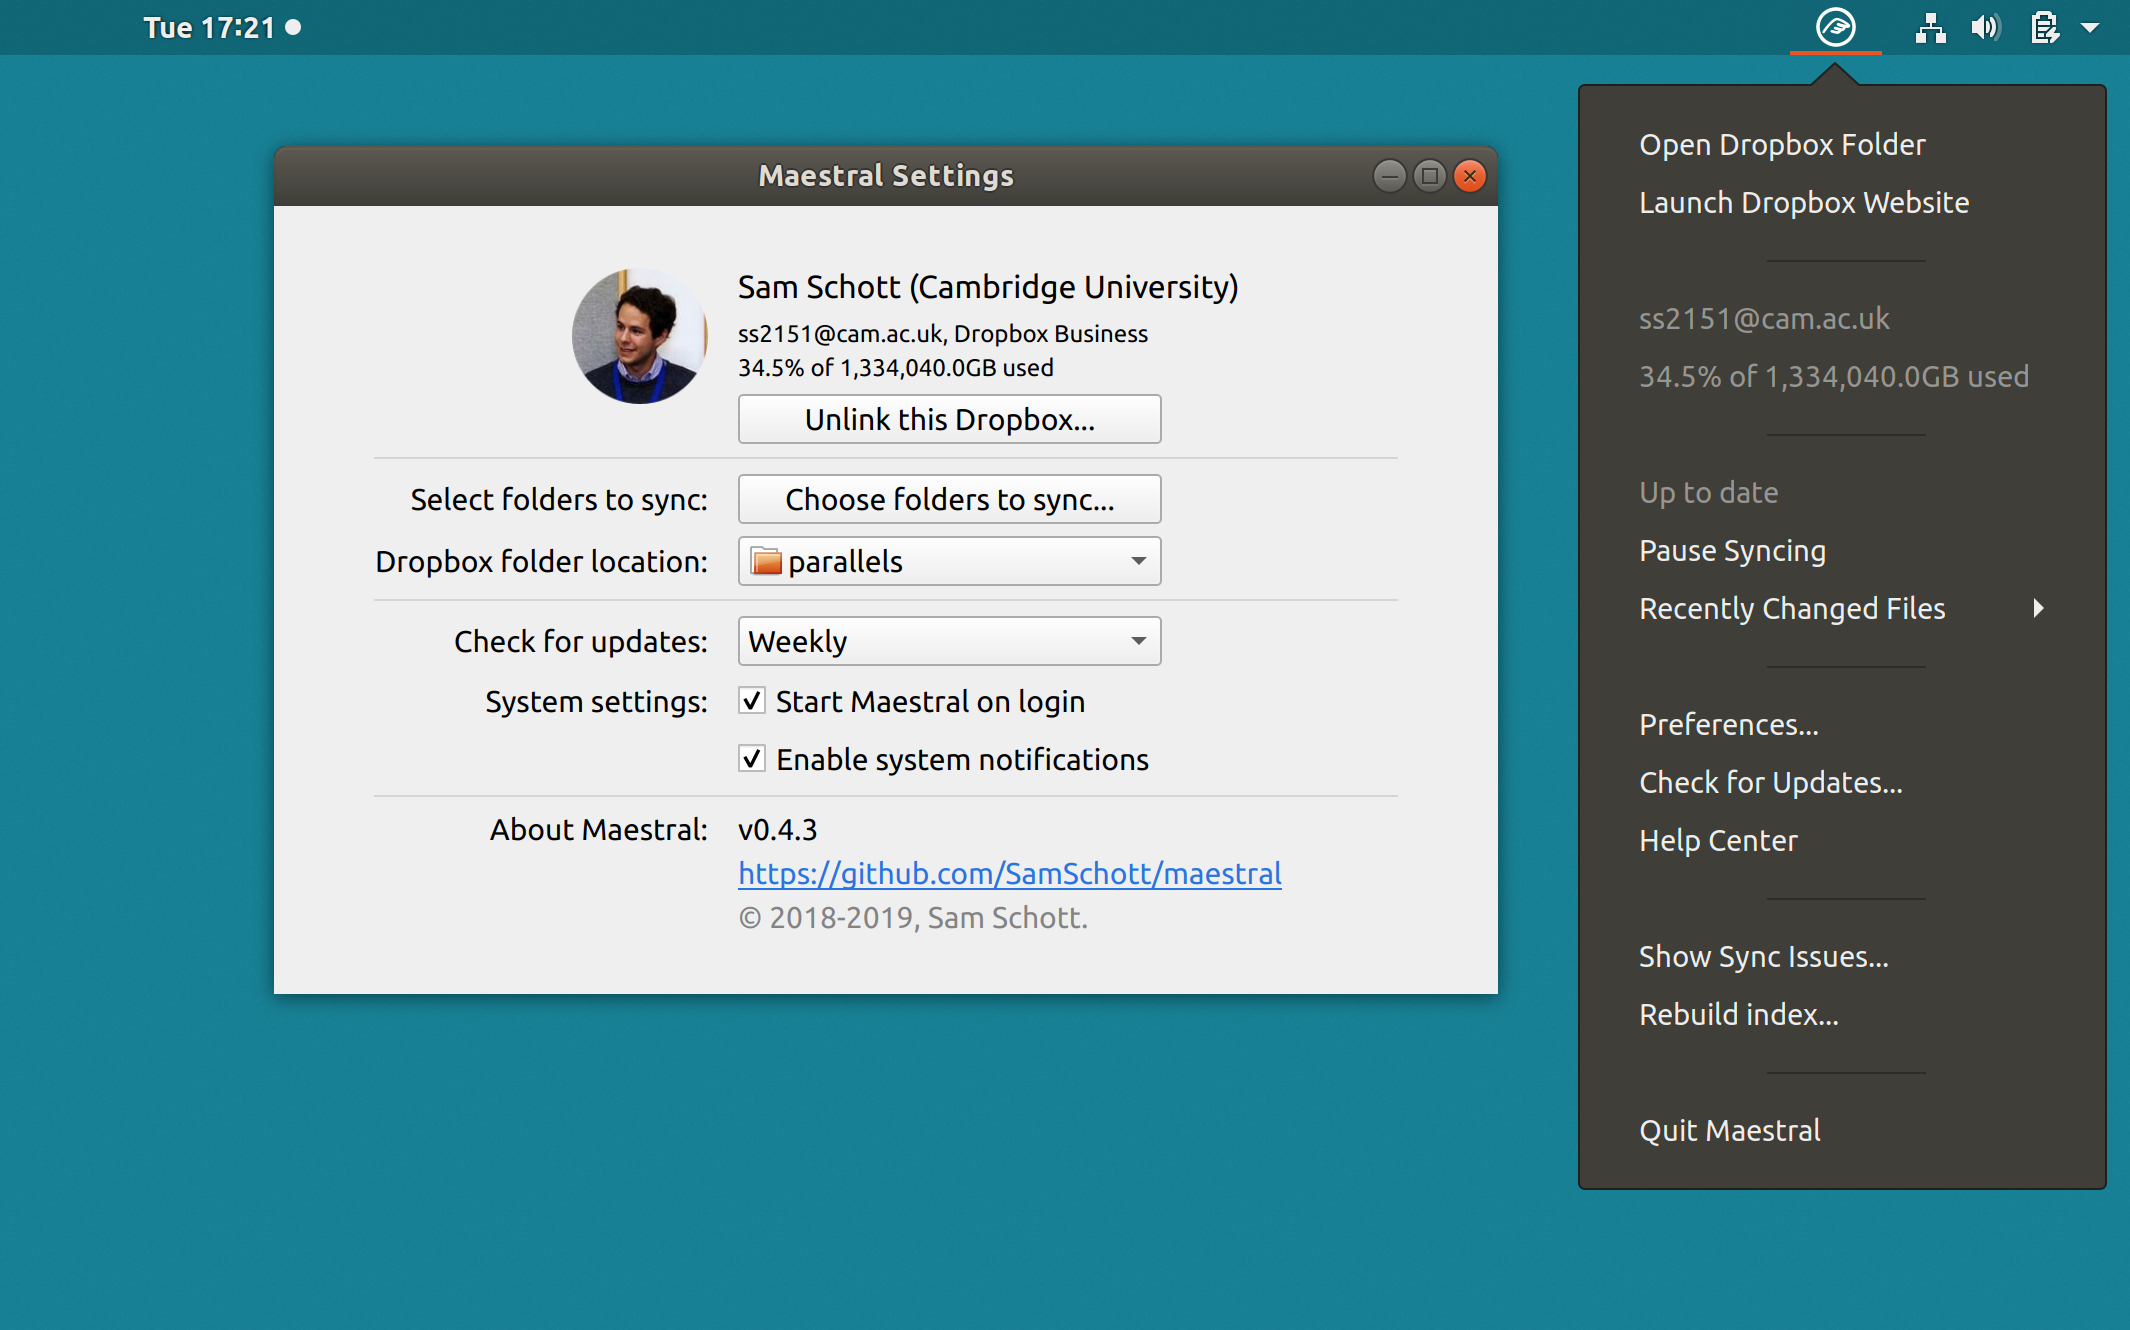 Tue 17:21
Maestral Settings
Sam Schott (Cambridge University)
ss2151@cam.ac.uk, Dropbox Business
34.5% of 1,334,040.0GB used
Unlink this Dropbox...
Select folders to sync: Choose folders to sync...
Dropbox folder location: parallels
Check for updates: Weekly
System settings: Start Maestral on login
Enable system notifications
About Maestral: v0.4.3
https://github.com/SamSchott/maestral
© 2018-2019, Sam Schott.
Open Dropbox Folder
Launch Dropbox Website
ss2151@cam.ac.uk
34.5% of 1,334,040.0GB used
Up to date
Pause Syncing
Recently Changed Files
Preferences...
Check for Updates...
Help Center
Show Sync Issues...
Rebuild index...
Quit Maestral